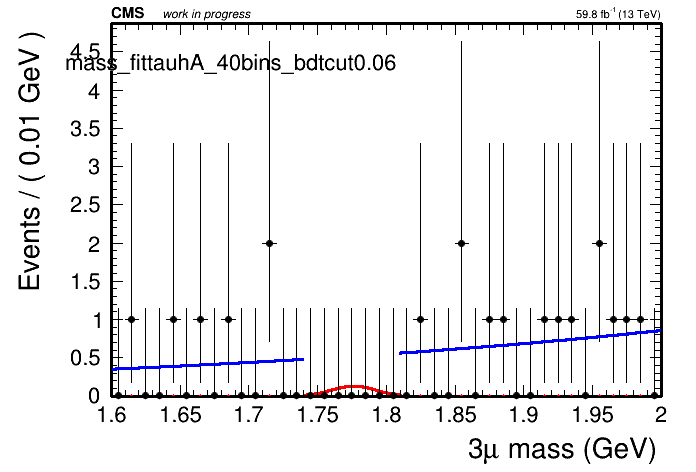 CMS work in progress 59.8 fb⁻¹ (13 TeV)
mass_fittauhA_40bins_bdtcut0.06
Events / ( 0.01 GeV )
4.5
4
3.5
3
2.5
2
1.5
1
0.5
0
1.6 1.65 1.7 1.75 1.8 1.85 1.9 1.95 2
3μ mass (GeV)